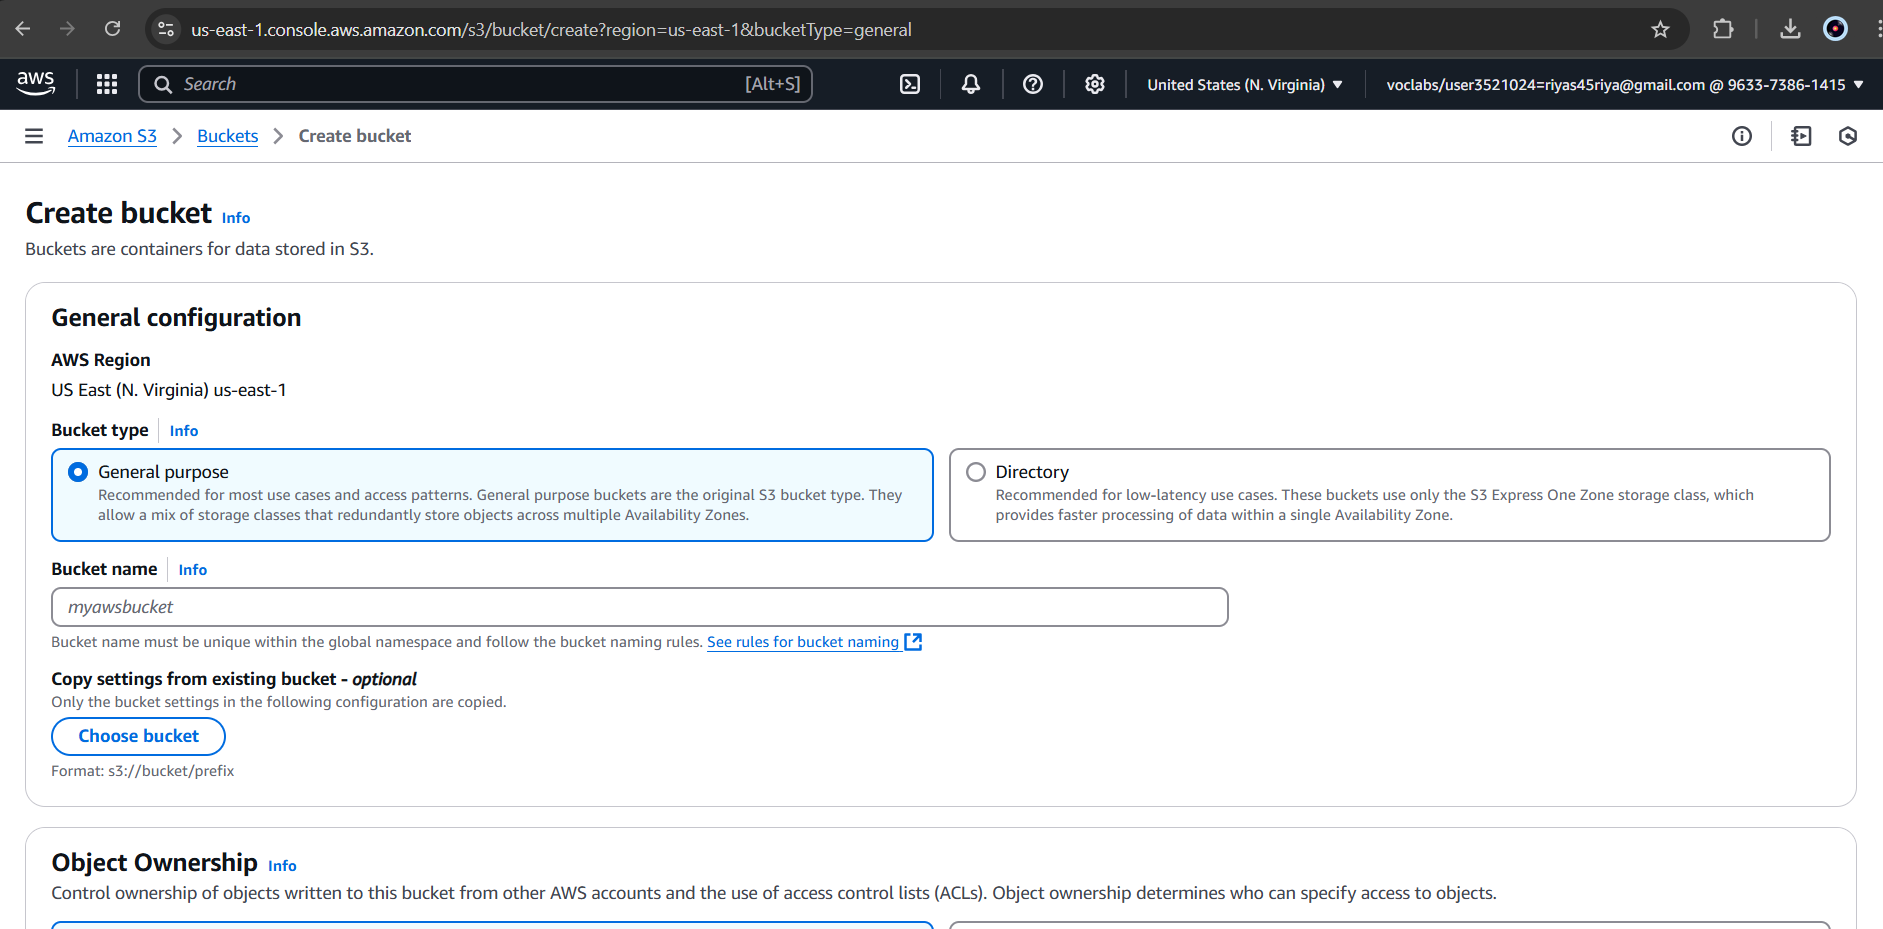 us-east-1.console.aws.amazon.com/s3/bucket/create?region=us-east-1&bucketType=general
aws
Search
[Alt+S]
United States (N. Virginia)
voclabs/user3521024=riyas45riya@gmail.com @ 9633-7386-1415
Amazon S3
Buckets
Create bucket
Create bucket Info
Buckets are containers for data stored in S3.
General configuration
AWS Region
US East (N. Virginia) us-east-1
Bucket type Info
General purpose
Recommended for most use cases and access patterns. General purpose buckets are the original S3 bucket type. They
allow a mix of storage classes that redundantly store objects across multiple Availability Zones.
Directory
Recommended for low-latency use cases. These buckets use only the S3 Express One Zone storage class, which
provides faster processing of data within a single Availability Zone.
Bucket name Info
myawsbucket
Bucket name must be unique within the global namespace and follow the bucket naming rules. See rules for bucket naming
Copy settings from existing bucket - optional
Only the bucket settings in the following configuration are copied.
Choose bucket
Format: s3://bucket/prefix
Object Ownership Info
Control ownership of objects written to this bucket from other AWS accounts and the use of access control lists (ACLs). Object ownership determines who can specify access to objects.